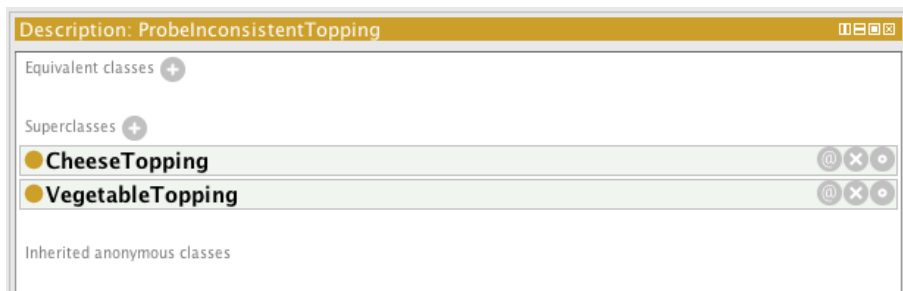 Description: ProbeInconsistentTopping
Equivalent classes
Superclasses
CheeseTopping
VegetableTopping
Inherited anonymous classes